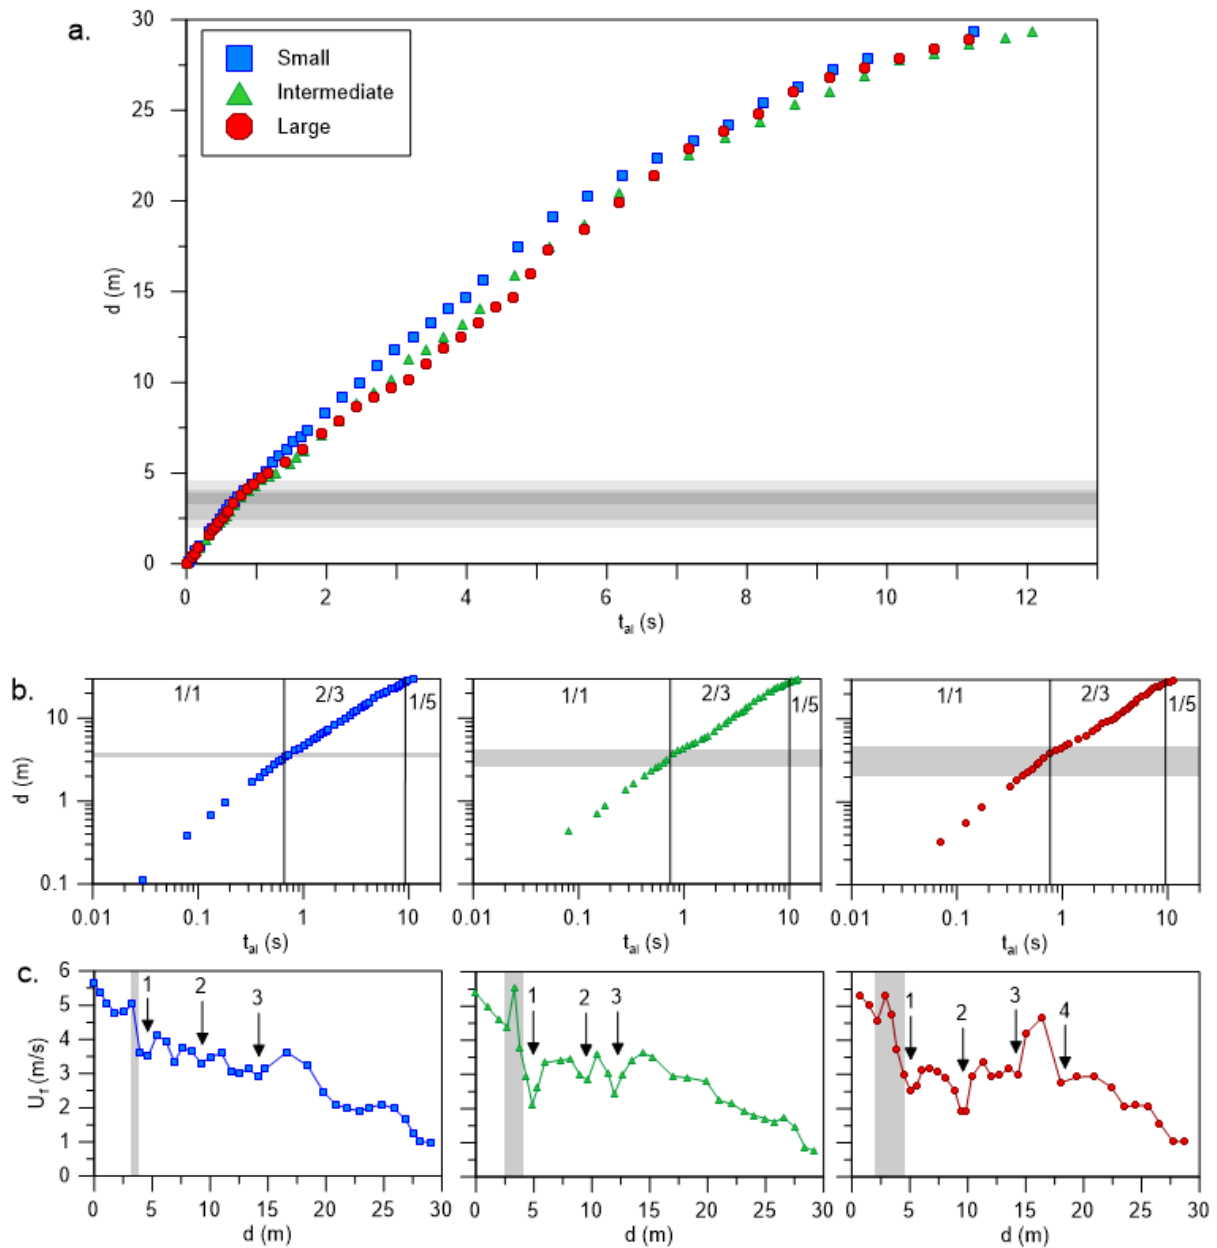 a.
30
25
20
15
10
5
0
d (m)
Small
Intermediate
Large
0 2 4 6 8 10 12
t_al (s)
b.
10
1
0.1
d (m)
1/1 2/3 1/5
1/1 2/3 1/5
1/1 2/3 1/5
0.01 0.1 1 10
0.01 0.1 1 10
0.01 0.1 1 10
t_al (s)
t_al (s)
t_al (s)
c.
6
5
4
3
2
1
0
U_f (m/s)
1 2 3
1 2 3
1 2 3 4
0 5 10 15 20 25 30
0 5 10 15 20 25 30
0 5 10 15 20 25 30
d (m)
d (m)
d (m)